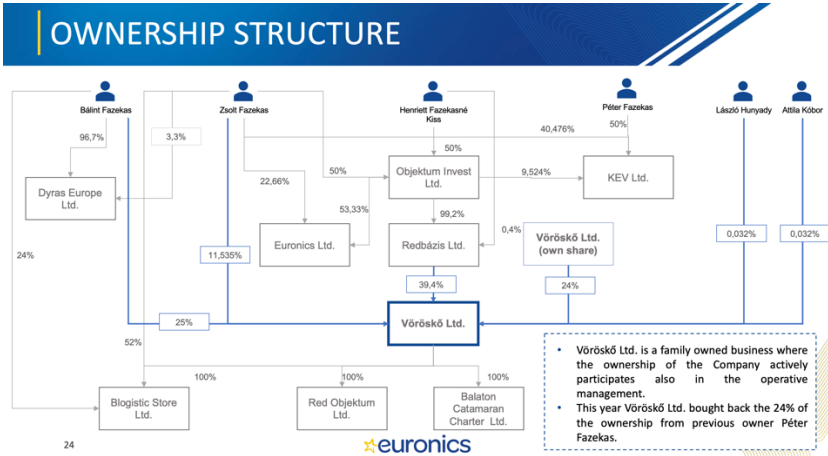 OWNERSHIP STRUCTURE
Bálint Fazekas
Zsolt Fazekas
Henriett Fazekasné
Kiss
Péter Fazekas
László Hunyady
Attila Kóbor
96,7%
3,3%
50%
40,476%
50%
Dyras Europe
Ltd.
22,66%
50%
Objektum Invest
Ltd.
9,524%
KEV Ltd.
53,33%
99,2%
24%
11,535%
Euronics Ltd.
Redbázis Ltd.
0,4%
Vöröskő Ltd.
(own share)
0,032%
0,032%
39,4%
24%
25%
Vöröskő Ltd.
52%
100%
100%
100%
Blogistic Store
Ltd.
Red Objektum Ltd.
Balaton
Catamaran
Charter Ltd.
• Vöröskő Ltd. is a family owned business where
the ownership of the Company actively
participates also in the operative
management.
• This year Vöröskő Ltd. bought back the 24% of
the ownership from previous owner Péter
Fazekas.
24
euronics